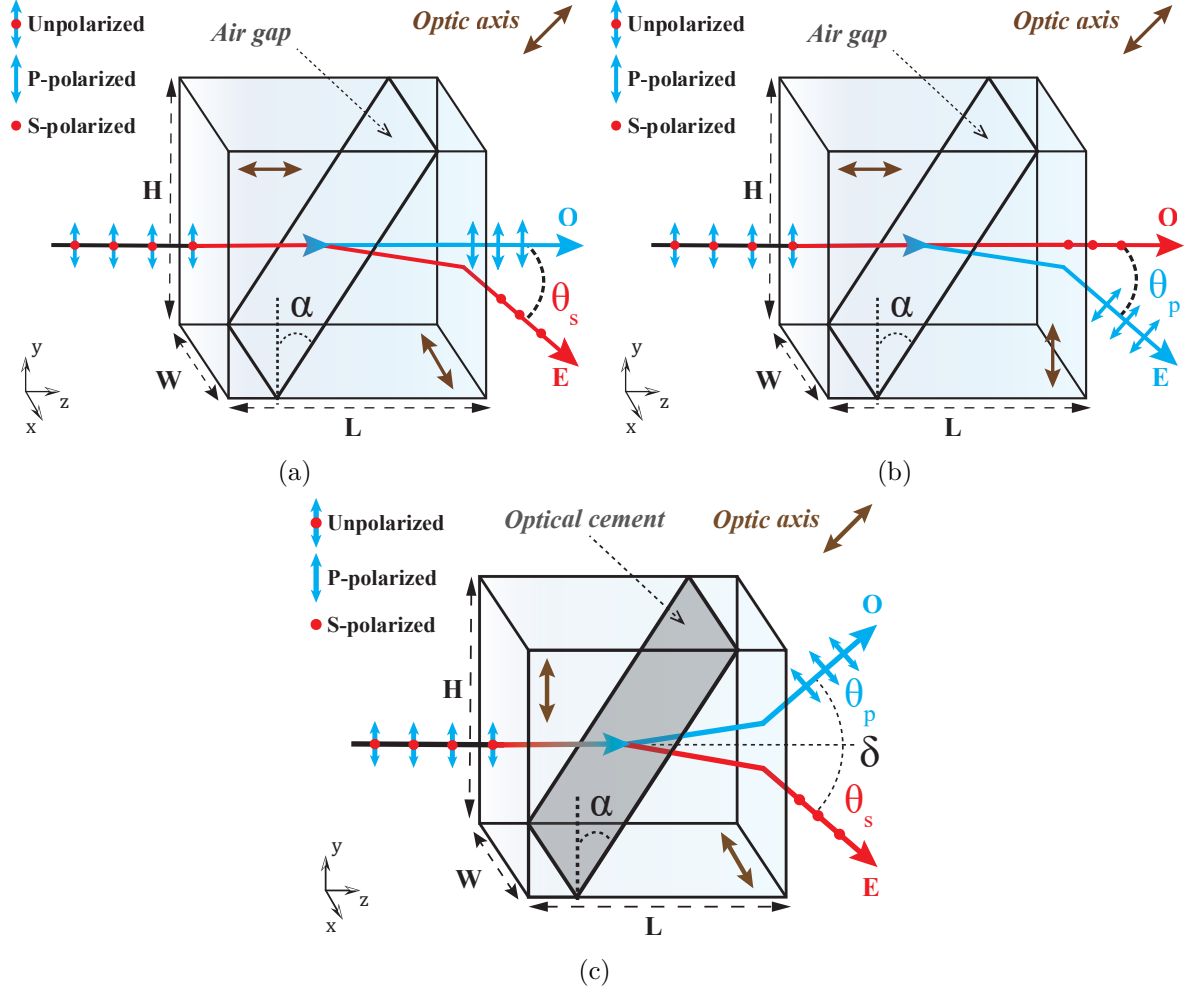 Unpolarized
P-polarized
S-polarized
Air gap
Optic axis
H
W
L
α
O
θs
E
y
z
x
(a)
Unpolarized
P-polarized
S-polarized
Air gap
Optic axis
H
W
L
α
O
θp
E
y
z
x
(b)
Unpolarized
P-polarized
S-polarized
Optical cement
Optic axis
H
W
L
α
O
θp
δ
θs
E
y
z
x
(c)